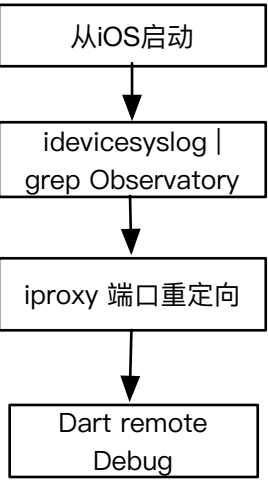 从iOS启动
idevicesyslog |
grep Observatory
iproxy 端口重定向
Dart remote
Debug